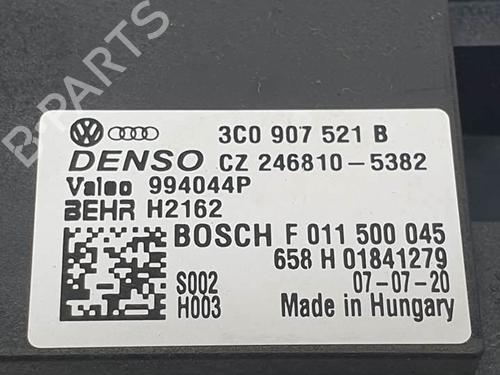 B-PARTS
3C0 907 521 B
DENSO CZ 246810-5382
Valeo 994044P
BEHR H2162
BOSCH F 011 500 045
658 H 01841279
S002 07-07-20
H003 Made in Hungary